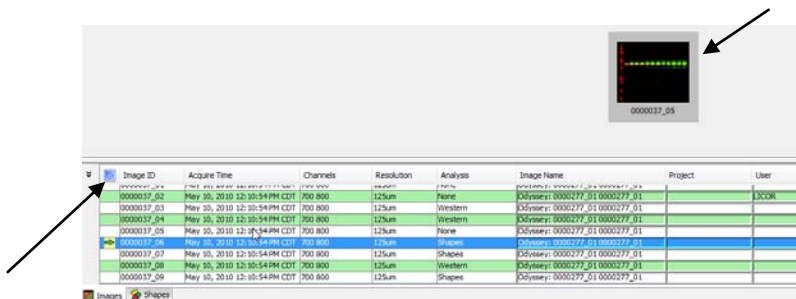 0000037_05
Image ID Acquire Time Channels Resolution Analysis Image Name Project User
0000037_02 May 10, 2010 12:10:54 PM CDT 700 800 125um None Odyssey: 0000277_01 0000277_01 LICOR
0000037_03 May 10, 2010 12:10:54 PM CDT 700 800 125um Western Odyssey: 0000277_01 0000277_01
0000037_04 May 10, 2010 12:10:54 PM CDT 700 800 125um Western Odyssey: 0000277_01 0000277_01
0000037_05 May 10, 2010 12:10:54 PM CDT 700 800 125um None Odyssey: 0000277_01 0000277_01
0000037_06 May 10, 2010 12:10:54 PM CDT 700 800 125um Shapes Odyssey: 0000277_01 0000277_01
0000037_07 May 10, 2010 12:10:54 PM CDT 700 800 125um Shapes Odyssey: 0000277_01 0000277_01
0000037_08 May 10, 2010 12:10:54 PM CDT 700 800 125um Western Odyssey: 0000277_01 0000277_01
0000037_09 May 10, 2010 12:10:54 PM CDT 700 800 125um Shapes Odyssey: 0000277_01 0000277_01
Images Shapes